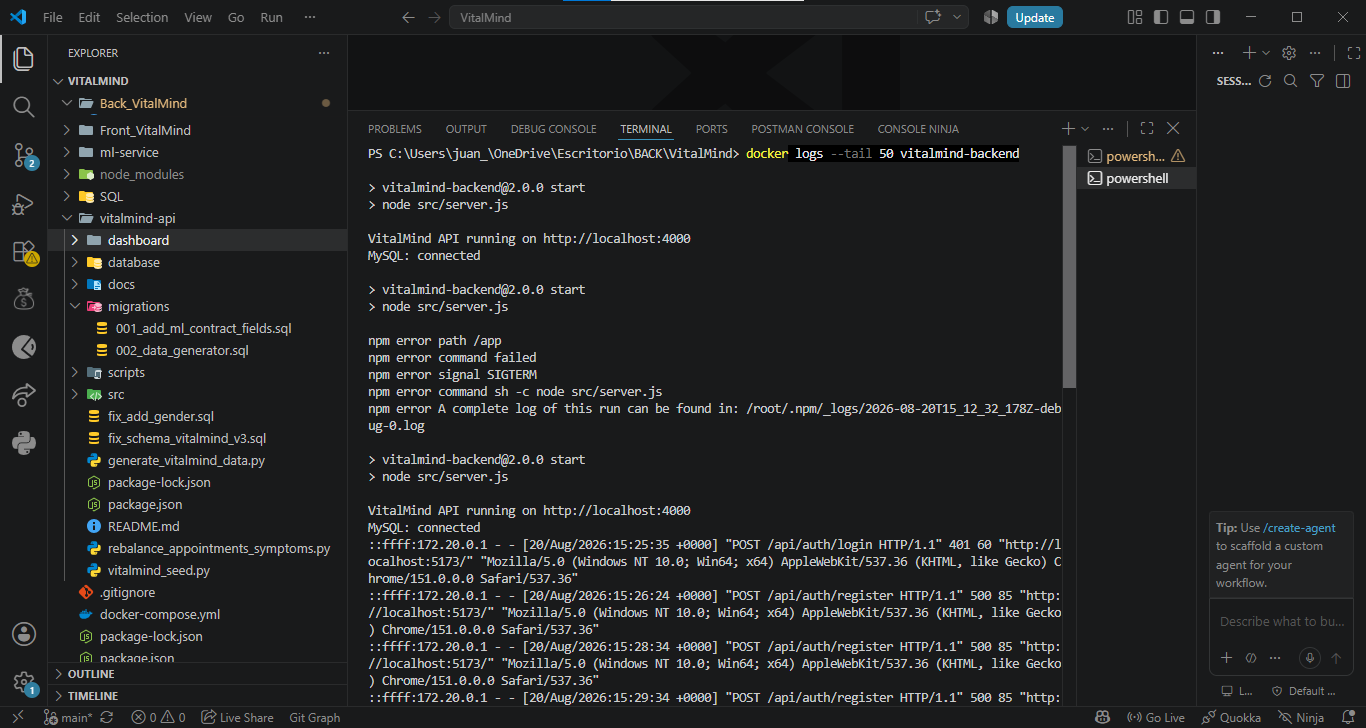 File Edit Selection View Go Run ···
VitalMind
Update
EXPLORER
VITALMIND
Back_VitalMind
Front_VitalMind
ml-service
node_modules
SQL
vitalmind-api
dashboard
database
docs
migrations
001_add_ml_contract_fields.sql
002_data_generator.sql
scripts
src
fix_add_gender.sql
fix_schema_vitalmind_v3.sql
generate_vitalmind_data.py
package-lock.json
package.json
README.md
rebalance_appointments_symptoms.py
vitalmind_seed.py
.gitignore
docker-compose.yml
package-lock.json
package.json
OUTLINE
TIMELINE
2
1
PROBLEMS OUTPUT DEBUG CONSOLE TERMINAL PORTS POSTMAN CONSOLE CONSOLE NINJA
PS C:\Users\juan_\OneDrive\Escritorio\BACK\VitalMind> docker logs --tail 50 vitalmind-backend
> vitalmind-backend@2.0.0 start
> node src/server.js
VitalMind API running on http://localhost:4000
MySQL: connected
> vitalmind-backend@2.0.0 start
> node src/server.js
npm error path /app
npm error command failed
npm error signal SIGTERM
npm error command sh -c node src/server.js
npm error A complete log of this run can be found in: /root/.npm/_logs/2026-08-20T15_12_32_178Z-deb
ug-0.log
> vitalmind-backend@2.0.0 start
> node src/server.js
VitalMind API running on http://localhost:4000
MySQL: connected
::ffff:172.20.0.1 - - [20/Aug/2026:15:25:35 +0000] "POST /api/auth/login HTTP/1.1" 401 60 "http://l
ocalhost:5173/" "Mozilla/5.0 (Windows NT 10.0; Win64; x64) AppleWebKit/537.36 (KHTML, like Gecko) C
hrome/151.0.0.0 Safari/537.36"
::ffff:172.20.0.1 - - [20/Aug/2026:15:26:24 +0000] "POST /api/auth/register HTTP/1.1" 500 85 "http:
//localhost:5173/" "Mozilla/5.0 (Windows NT 10.0; Win64; x64) AppleWebKit/537.36 (KHTML, like Gecko
) Chrome/151.0.0.0 Safari/537.36"
::ffff:172.20.0.1 - - [20/Aug/2026:15:28:34 +0000] "POST /api/auth/register HTTP/1.1" 500 85 "http:
//localhost:5173/" "Mozilla/5.0 (Windows NT 10.0; Win64; x64) AppleWebKit/537.36 (KHTML, like Gecko
) Chrome/151.0.0.0 Safari/537.36"
::ffff:172.20.0.1 - - [20/Aug/2026:15:29:34 +0000] "POST /api/auth/register HTTP/1.1" 500 85 "http:
powersh...
powershell
SESS...
Tip: Use /create-agent
to scaffold a custom
agent for your
workflow.
Describe what to bu...
L...
Default ...
main* 0 0 Live Share Git Graph
Go Live Quokka Ninja